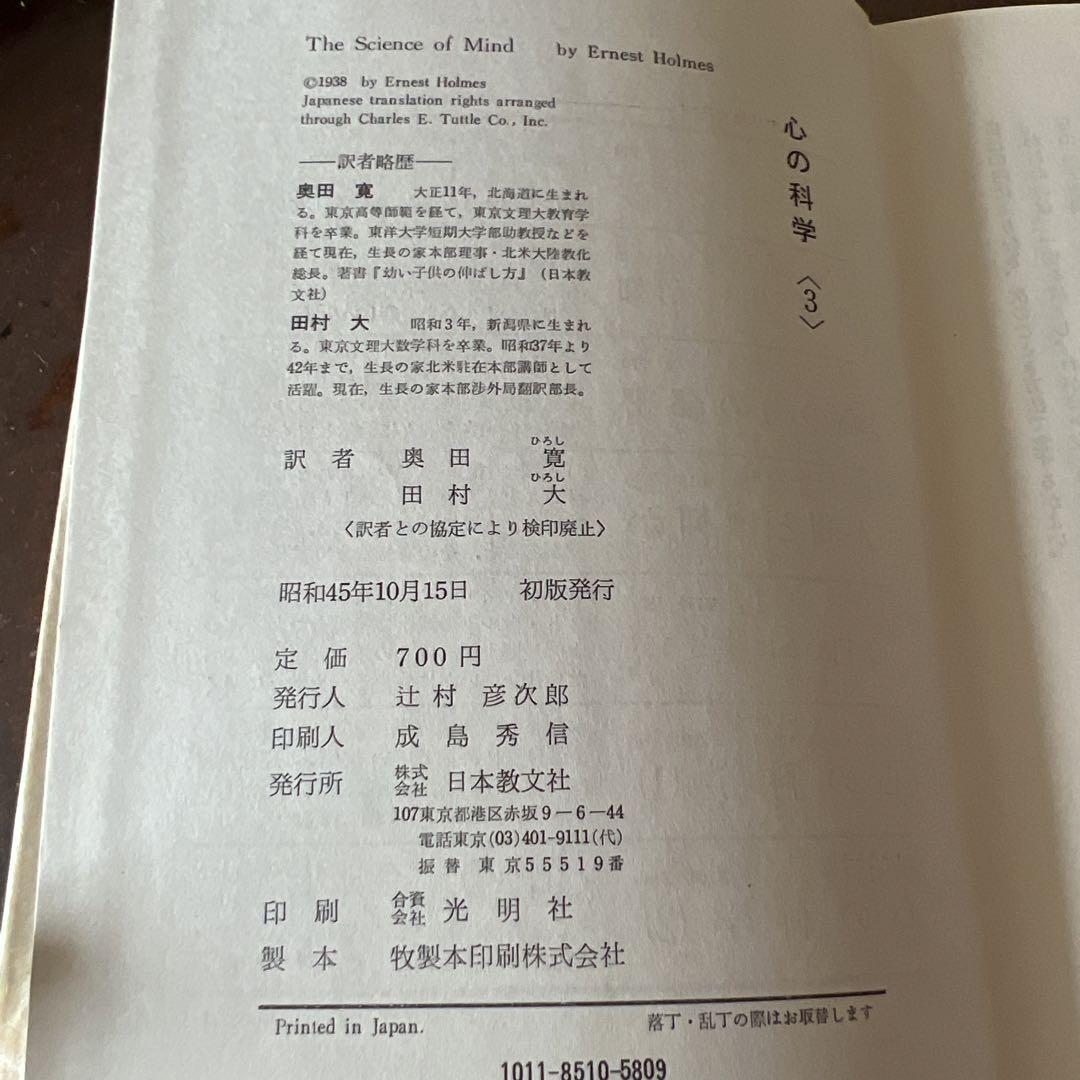 The Science of Mind by Ernest Holmes
©1938 by Ernest Holmes
Japanese translation rights arranged
through Charles E. Tuttle Co., Inc.
心の科学〈3〉
——訳者略歴——
奥田 寛 大正11年，北海道に生まれ
る。東京高等師範を経て，東京文理大教育学
科を卒業。東洋大学短期大学部助教授などを
経て現在，生長の家本部理事・北米大陸教化
総長。著書『幼い子供の伸ばし方』（日本教
文社）
田村 大 昭和3年，新潟県に生まれ
る。東京文理大数学科を卒業。昭和37年より
42年まで，生長の家北米駐在本部講師として
活躍。現在，生長の家本部渉外局翻訳部長。
ひろし
訳者 奥田 寛
ひろし
田村 大
〈訳者との協定により検印廃止〉
昭和45年10月15日 初版発行
定価 700円
発行人 辻村 彦次郎
印刷人 成島秀信
発行所 株式会社 日本教文社
107東京都港区赤坂9―6―44
電話東京(03)401-9111(代)
振替 東京55519番
印刷 合資会社 光明社
製本 牧製本印刷株式会社
Printed in Japan. 落丁・乱丁の際はお取替します
1011-8510-5809